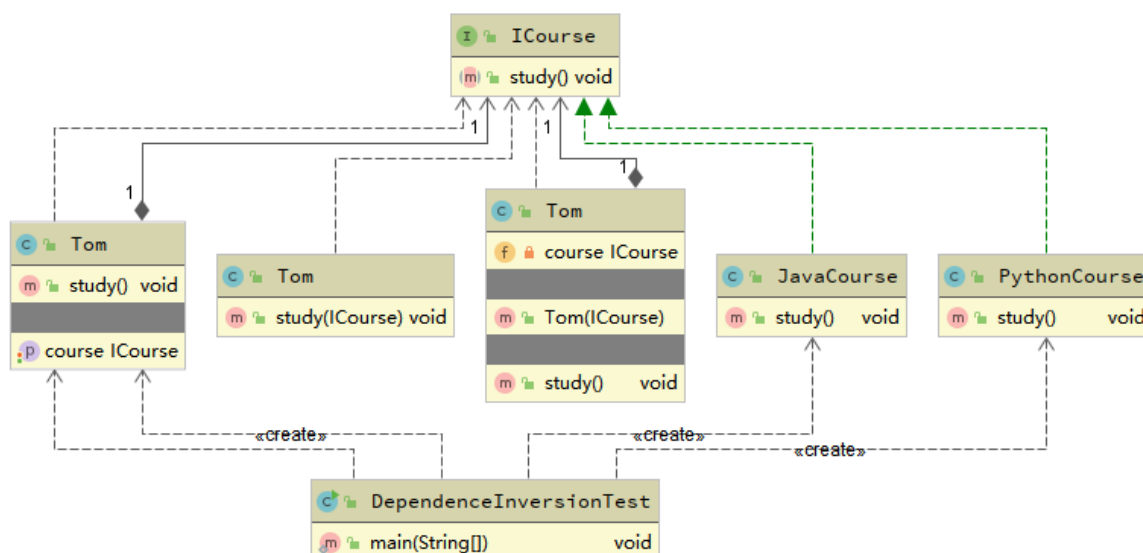 I ICourse
m study() void
1
1
1
1
C Tom
m study() void
p course ICourse
C Tom
m study(ICourse) void
C Tom
f course ICourse
m Tom(ICourse)
m study() void
C JavaCourse
m study() void
C PythonCourse
m study() void
«create»
«create»
«create»
C DependenceInversionTest
m main(String[]) void